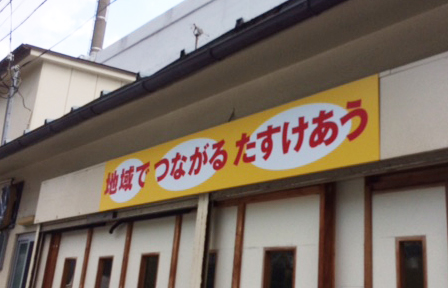 地域で つながる たすけあう